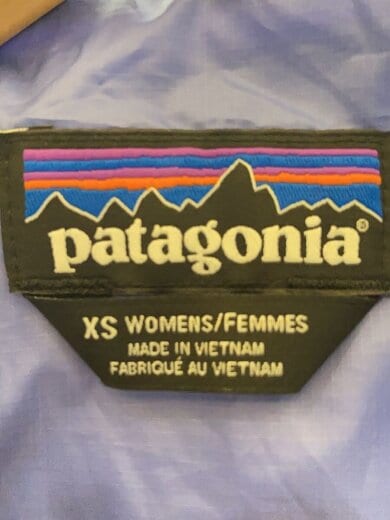 patagonia®
XS WOMENS/FEMMES
MADE IN VIETNAM
FABRIQUÉ AU VIETNAM